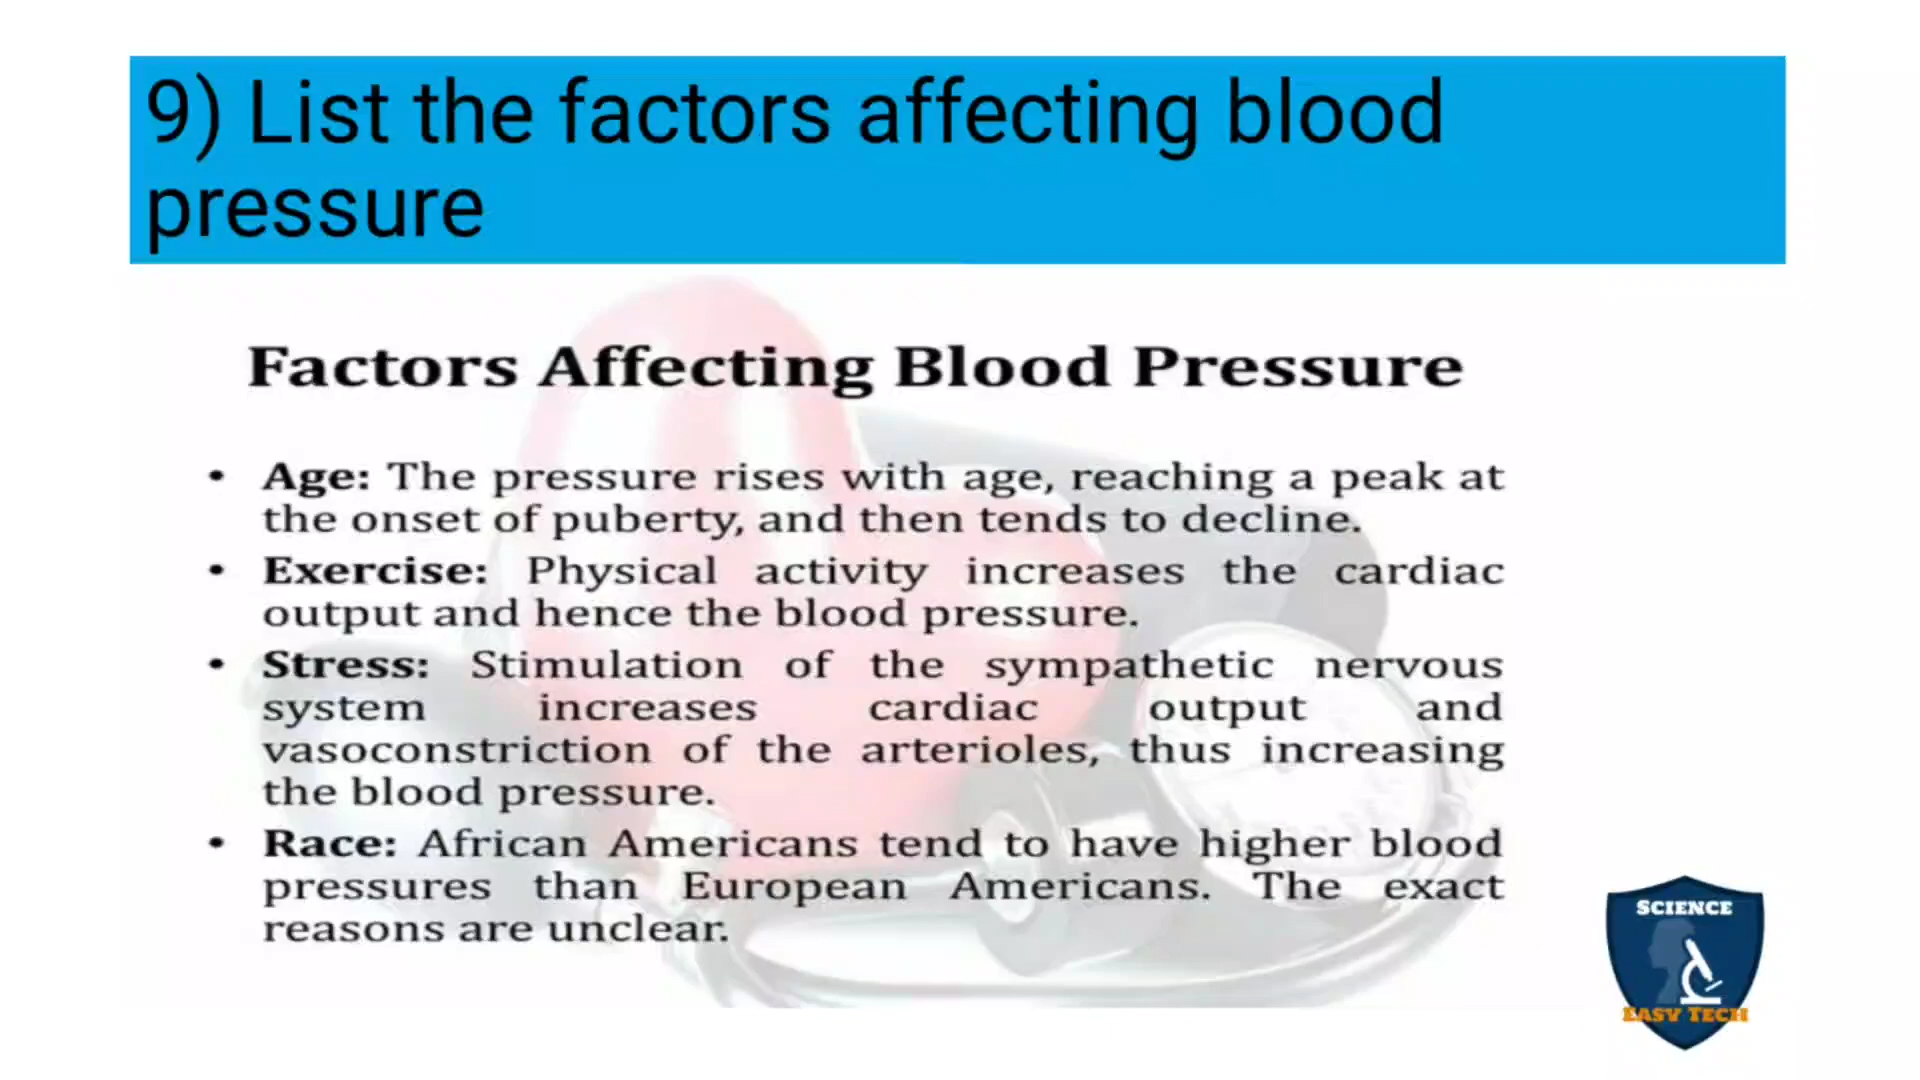 9) List the factors affecting blood
pressure
Factors Affecting Blood Pressure
• Age: The pressure rises with age, reaching a peak at
the onset of puberty, and then tends to decline.
• Exercise: Physical activity increases the cardiac
output and hence the blood pressure.
• Stress: Stimulation of the sympathetic nervous
system increases cardiac output and
vasoconstriction of the arterioles, thus increasing
the blood pressure.
• Race: African Americans tend to have higher blood
pressures than European Americans. The exact
reasons are unclear.
SCIENCE
EASY TECH